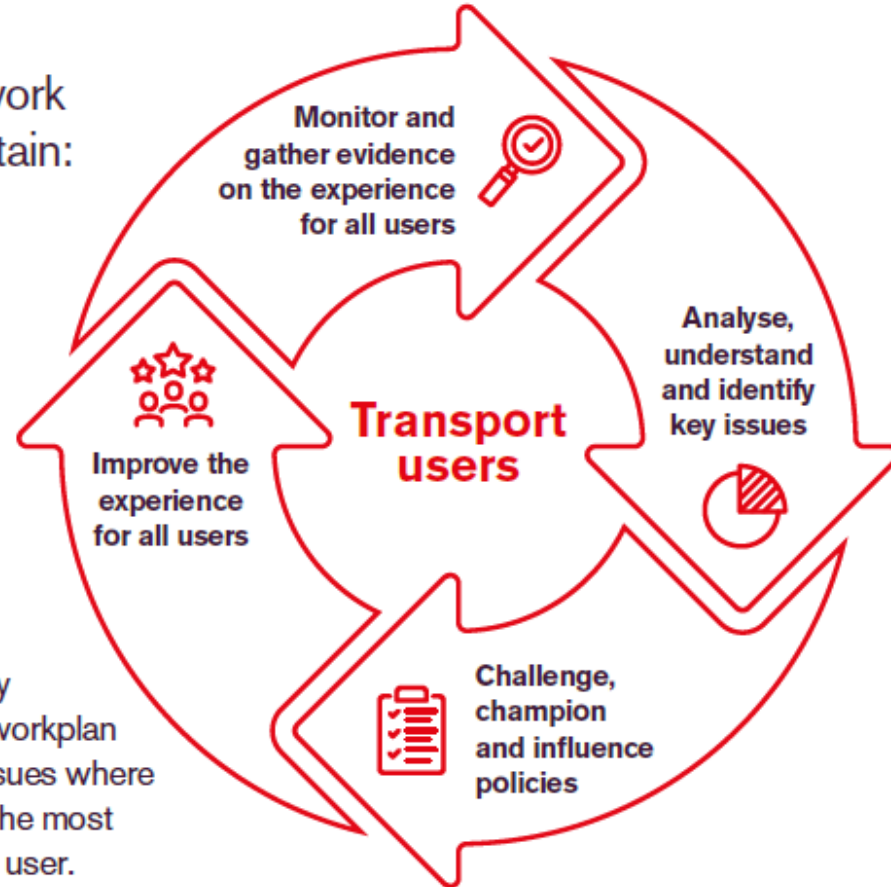 work
tain:
Monitor and
gather evidence
on the experience
for all users
Analyse,
understand
and identify
key issues
Transport
users
Improve the
experience
for all users
Challenge,
champion
and influence
policies
y
workplan
sues where
he most
user.